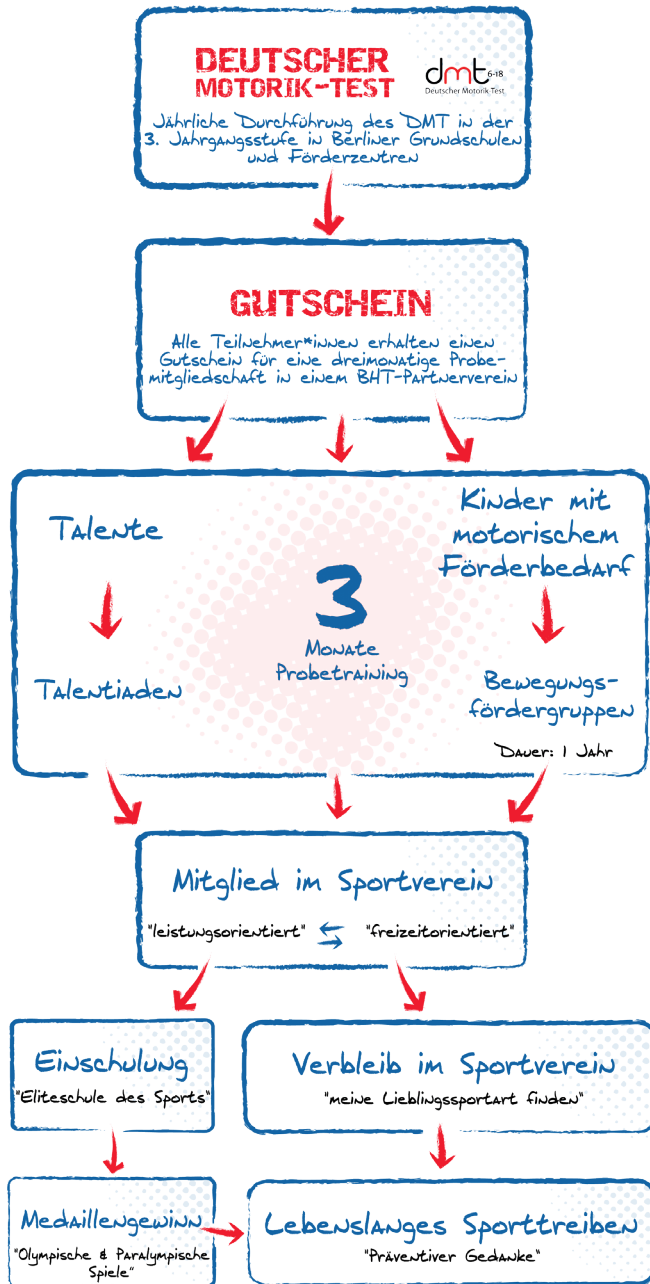 DEUTSCHER
MOTORIK-TEST
dmt 6-18
Deutscher Motorik Test
Jährliche Durchführung des DMT in der
3. Jahrgangsstufe in Berliner Grundschulen
und Förderzentren
GUTSCHEIN
Alle Teilnehmer*innen erhalten einen
Gutschein für eine dreimonatige Probe-
mitgliedschaft in einem BHT-Partnerverein
Talente
Talentiaden
3
Monate
Probetraining
Kinder mit
motorischem
Förderbedarf
Bewegungs-
fördergruppen
Dauer: 1 Jahr
Mitglied im Sportverein
"leistungsorientiert" "freizeitorientiert"
Einschulung
"Eliteschule des Sports"
Verbleib im Sportverein
"meine Lieblingssportart finden"
Medaillengewinn
"Olympische & Paralympische
Spiele"
Lebenslanges Sporttreiben
"Präventiver Gedanke"